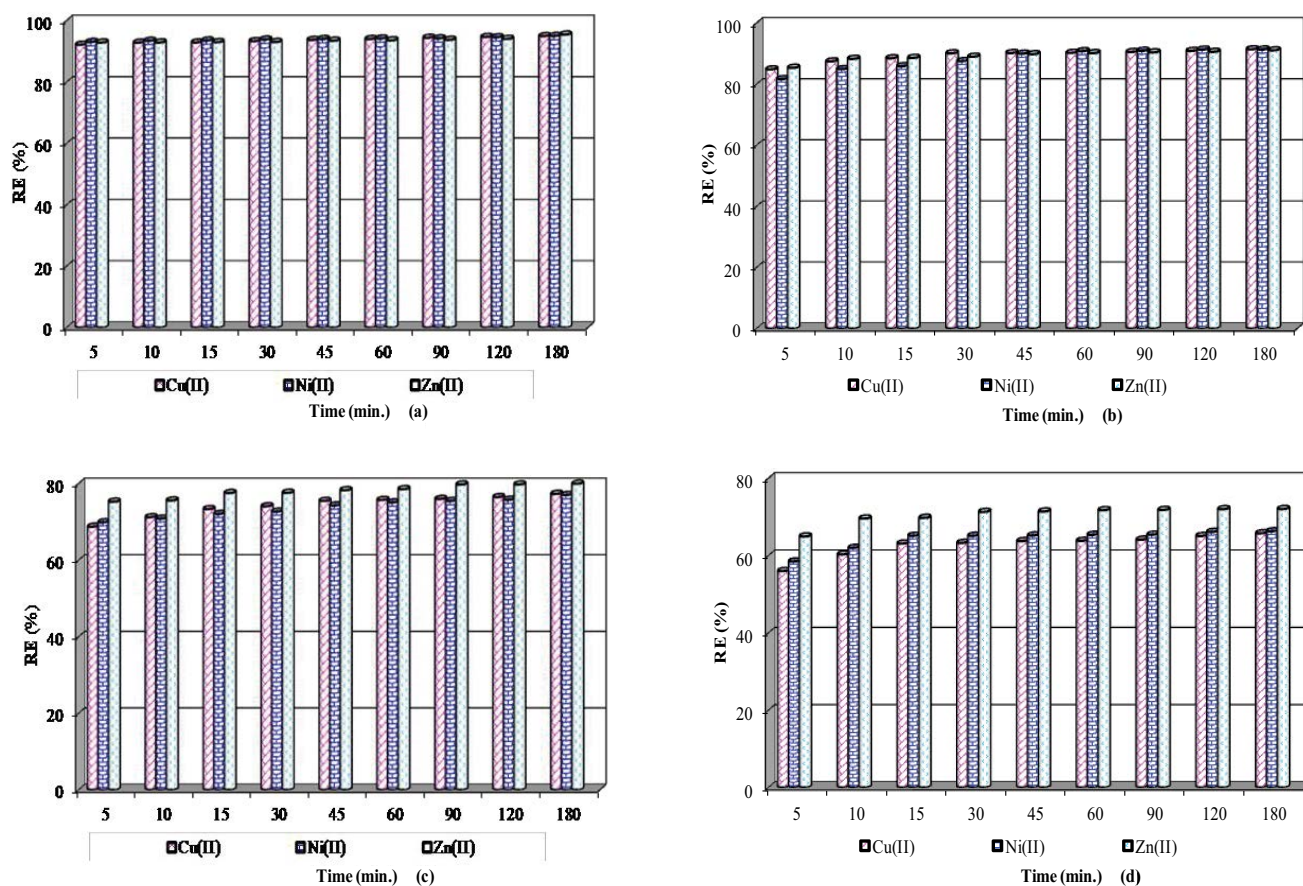 100
80
60
40
20
0
RE (%)
5 10 15 30 45 60 90 120 180
Cu(II) Ni(II) Zn(II)
Time (min.) (a)
100
80
60
40
20
0
RE (%)
5 10 15 30 45 60 90 120 180
Cu(II) Ni(II) Zn(II)
Time (min.) (b)
80
60
40
20
0
RE (%)
5 10 15 30 45 60 90 120 180
Cu(II) Ni(II) Zn(II)
Time (min.) (c)
80
60
40
20
0
RE (%)
5 10 15 30 45 60 90 120 180
Cu(II) Ni(II) Zn(II)
Time (min.) (d)